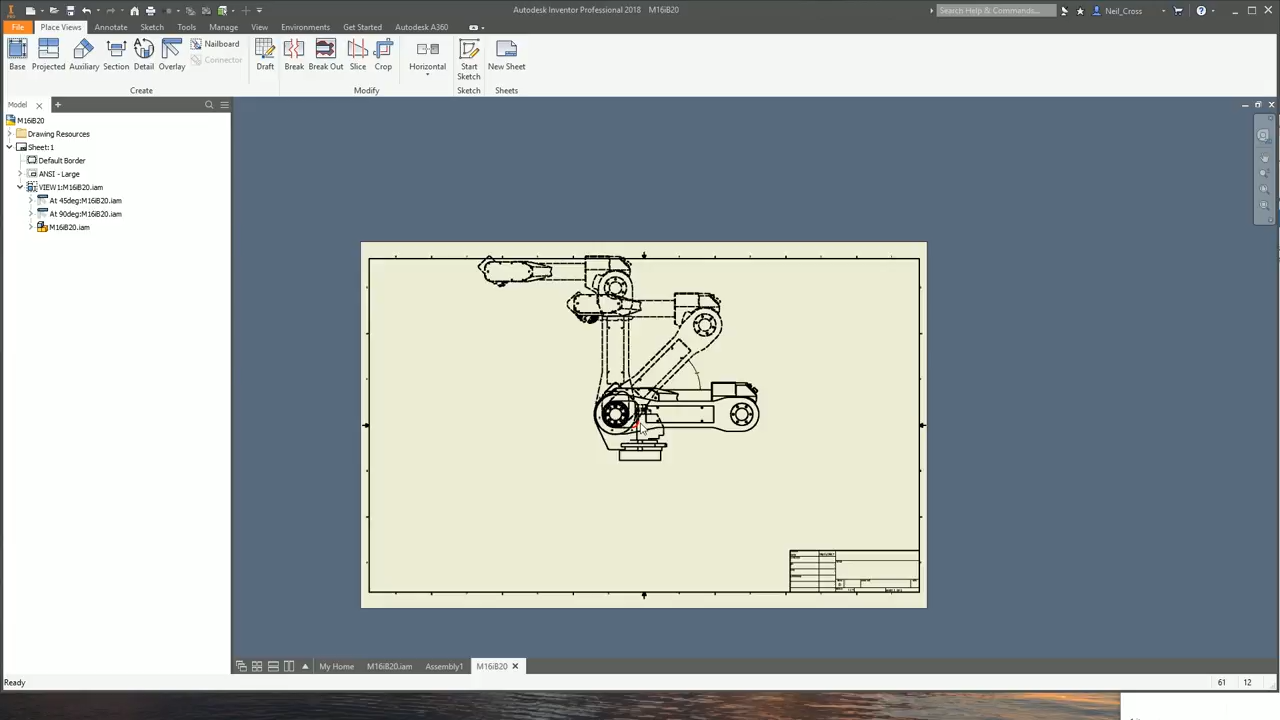 Autodesk Inventor Professional 2018 M16iB20
Search Help & Commands...
Neil_Cross
File Place Views Annotate Sketch Tools Manage View Environments Get Started Autodesk A360
Base Projected Auxiliary Section Detail Overlay
Nailboard
Connector
Draft Break Break Out Slice Crop
Horizontal
Start Sketch
New Sheet
Create Modify Sketch Sheets
Model
M16iB20
Drawing Resources
Sheet:1
Default Border
ANSI - Large
VIEW1:M16iB20.iam
At 45deg:M16iB20.iam
At 90deg:M16iB20.iam
M16iB20.iam
My Home M16iB20.iam Assembly1 M16iB20
Ready 61 12